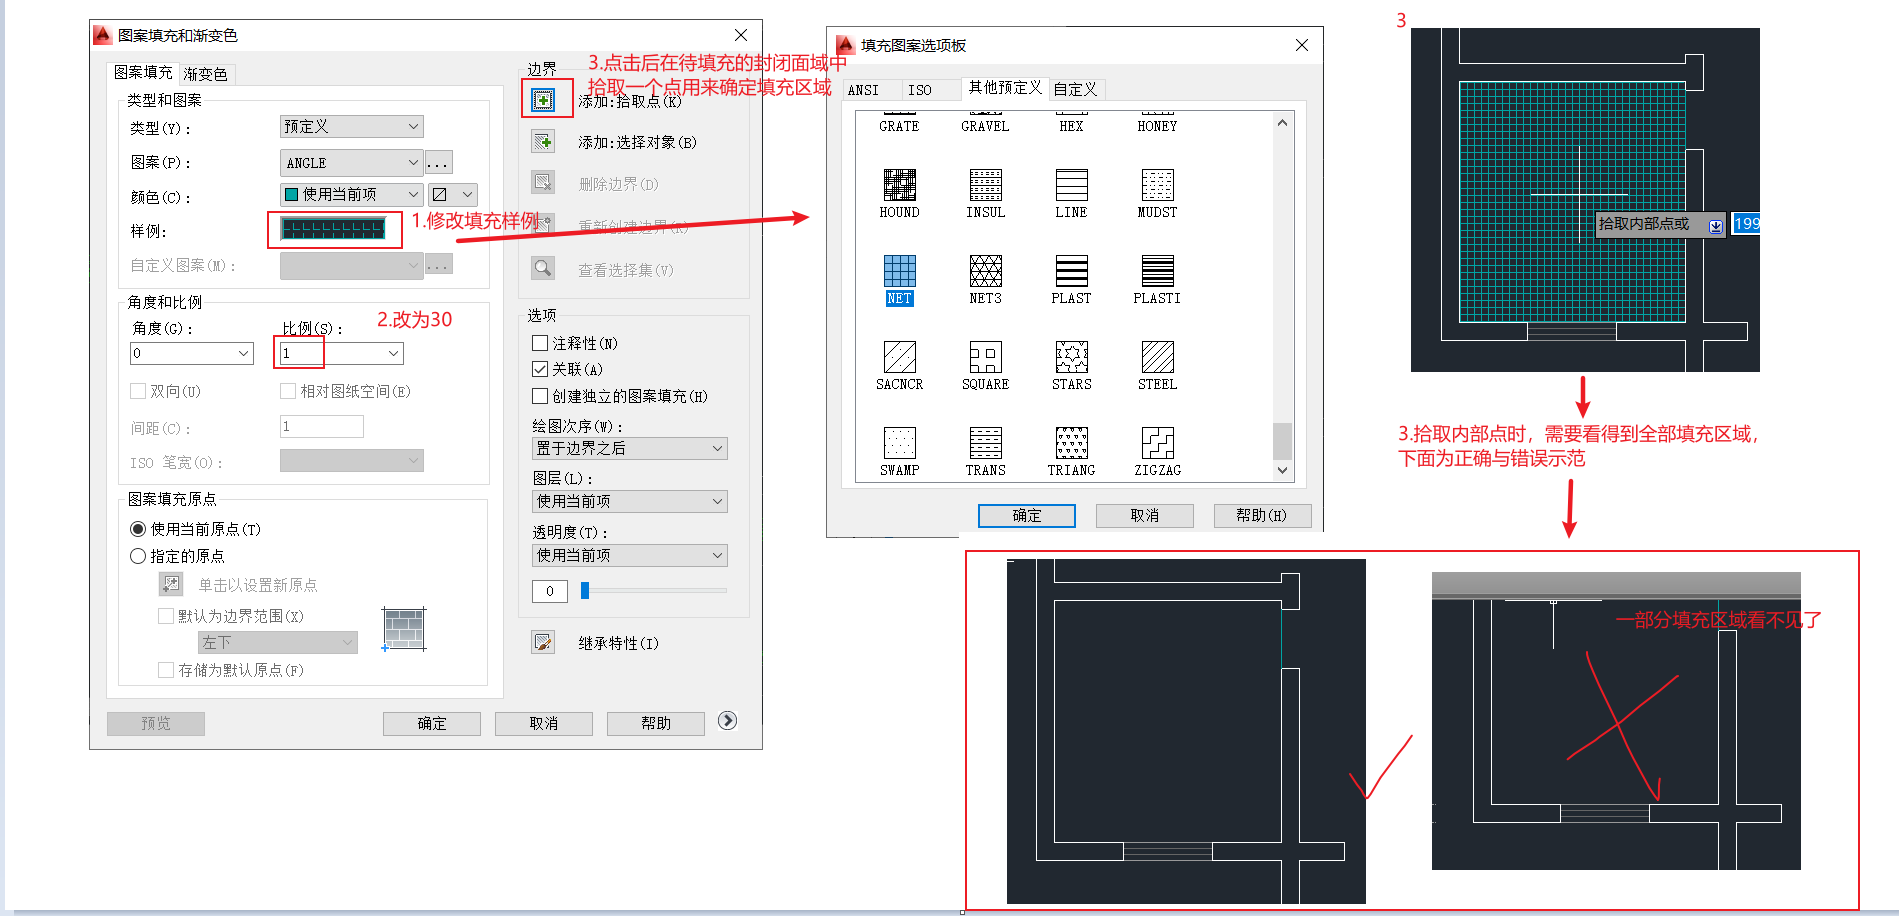 图案填充和渐变色
图案填充
渐变色
类型和图案
类型(Y):
预定义
图案(P):
ANGLE
...
颜色(C):
使用当前项
样例:
自定义图案(M):
...
角度和比例
角度(G):
比例(S):
0
1
双向(U)
相对图纸空间(E)
间距(C):
1
ISO 笔宽(O):
图案填充原点
使用当前原点(T)
指定的原点
单击以设置新原点
默认为边界范围(X)
左下
存储为默认原点(F)
预览
确定
取消
帮助
边界
添加:拾取点(K)
添加:选择对象(B)
删除边界(D)
重新创建边界(R)
查看选择集(V)
选项
注释性(N)
关联(A)
创建独立的图案填充(H)
绘图次序(W):
置于边界之后
图层(L):
使用当前项
透明度(T):
使用当前项
0
继承特性(I)
1.修改填充样例
2.改为30
3.点击后在待填充的封闭面域中
拾取一个点用来确定填充区域
填充图案选项板
ANSI
ISO
其他预定义
自定义
GRATE
GRAVEL
HEX
HONEY
HOUND
INSUL
LINE
MUDST
NET
NET3
PLAST
PLASTI
SACNCR
SQUARE
STARS
STEEL
SWAMP
TRANS
TRIANG
ZIGZAG
确定
取消
帮助(H)
3
拾取内部点或
199
3.拾取内部点时，需要看得到全部填充区域，
下面为正确与错误示范
一部分填充区域看不见了